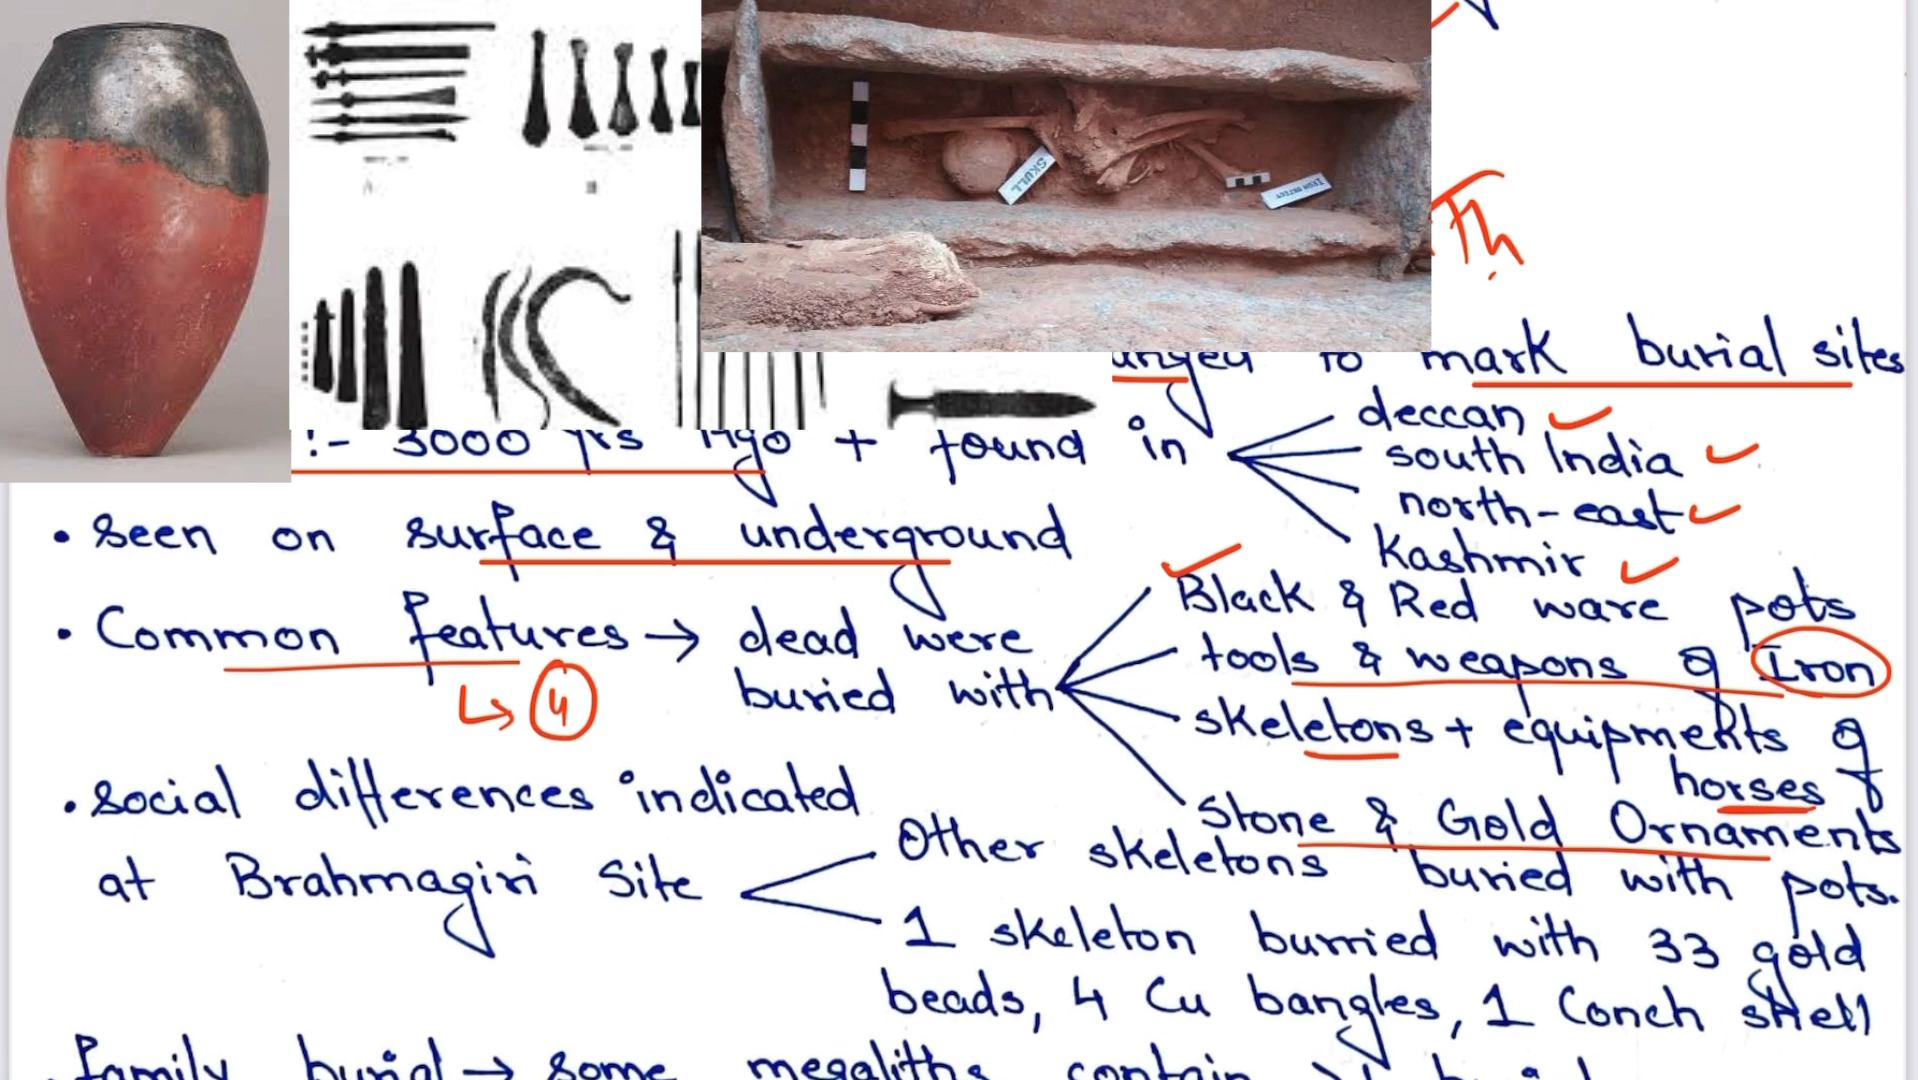 Th
SKULL
to mark burial sites
:- 3000 yrs Ago + found in
deccan
south India
north-east
Kashmir
• seen on surface & underground
• Common features → dead were buried with
↳ 4
Black & Red ware pots
tools & weapons of Iron
skeletons + equipments of horses
Stone & Gold Ornaments
• social differences indicated
at Brahmagiri Site
Other skeletons buried with pots.
1 skeleton burried with 33 gold
beads, 4 Cu bangles, 1 Conch shell
• family burial → some megaliths contain